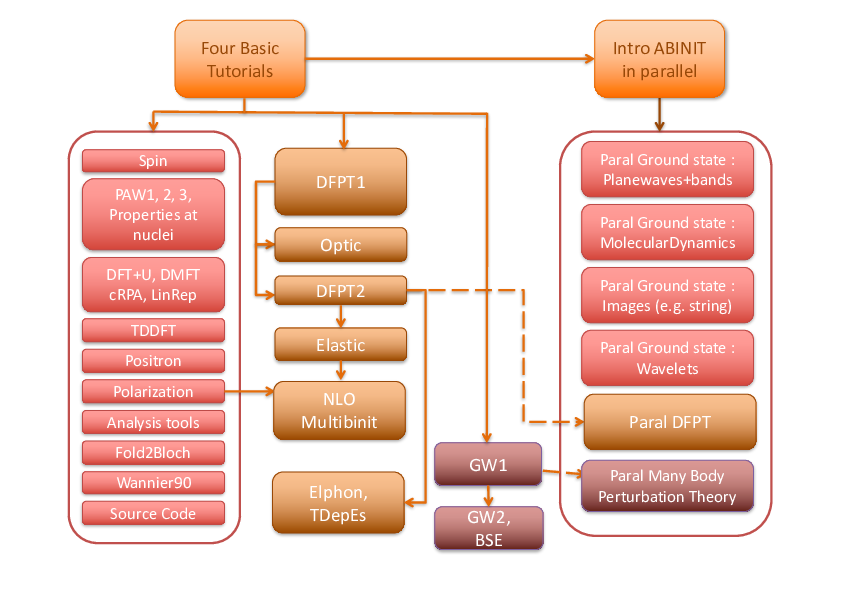 Four Basic
Tutorials
Intro ABINIT
in parallel
Spin
PAW1, 2, 3,
Properties at
nuclei
DFT+U, DMFT
cRPA, LinRep
TDDFT
Positron
Polarization
Analysis tools
Fold2Bloch
Wannier90
Source Code
DFPT1
Optic
DFPT2
Elastic
NLO
Multibinit
Elphon,
TDepEs
GW1
GW2,
BSE
Paral Ground state :
Planewaves+bands
Paral Ground state :
MolecularDynamics
Paral Ground state :
Images (e.g. string)
Paral Ground state :
Wavelets
Paral DFPT
Paral Many Body
Perturbation Theory